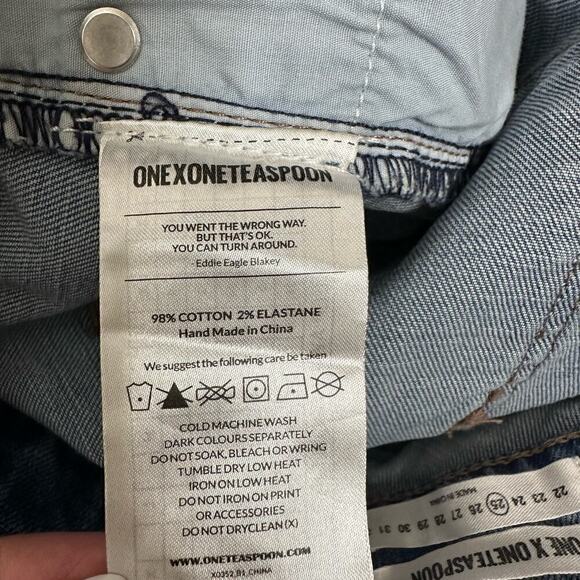 ONEXONETEASPOON
YOU WENT THE WRONG WAY.
BUT THAT'S OK.
YOU CAN TURN AROUND.
- Eddie Eagle Blakey
98% COTTON 2% ELASTANE
Hand Made in China
We suggest the following care be taken
COLD MACHINE WASH
DARK COLOURS SEPARATELY
DO NOT SOAK, BLEACH OR WRING
TUMBLE DRY LOW HEAT
IRON ON LOW HEAT
DO NOT IRON ON PRINT
OR ACCESSORIES
DO NOT DRYCLEAN (X)
WWW.ONETEASPOON.COM
X0352_B1_CHINA
22 23 24 25 26 27 28 29 30 31
MADE IN CHINA
ONE X ONETEASPOON